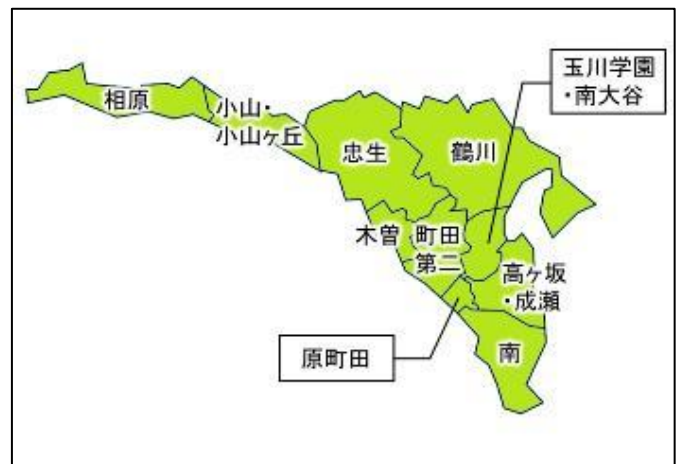 玉川学園
・南大谷
相原
小山・
小山ヶ丘
忠生
鶴川
木曽
町田
第二
高ヶ坂
・成瀬
原町田
南